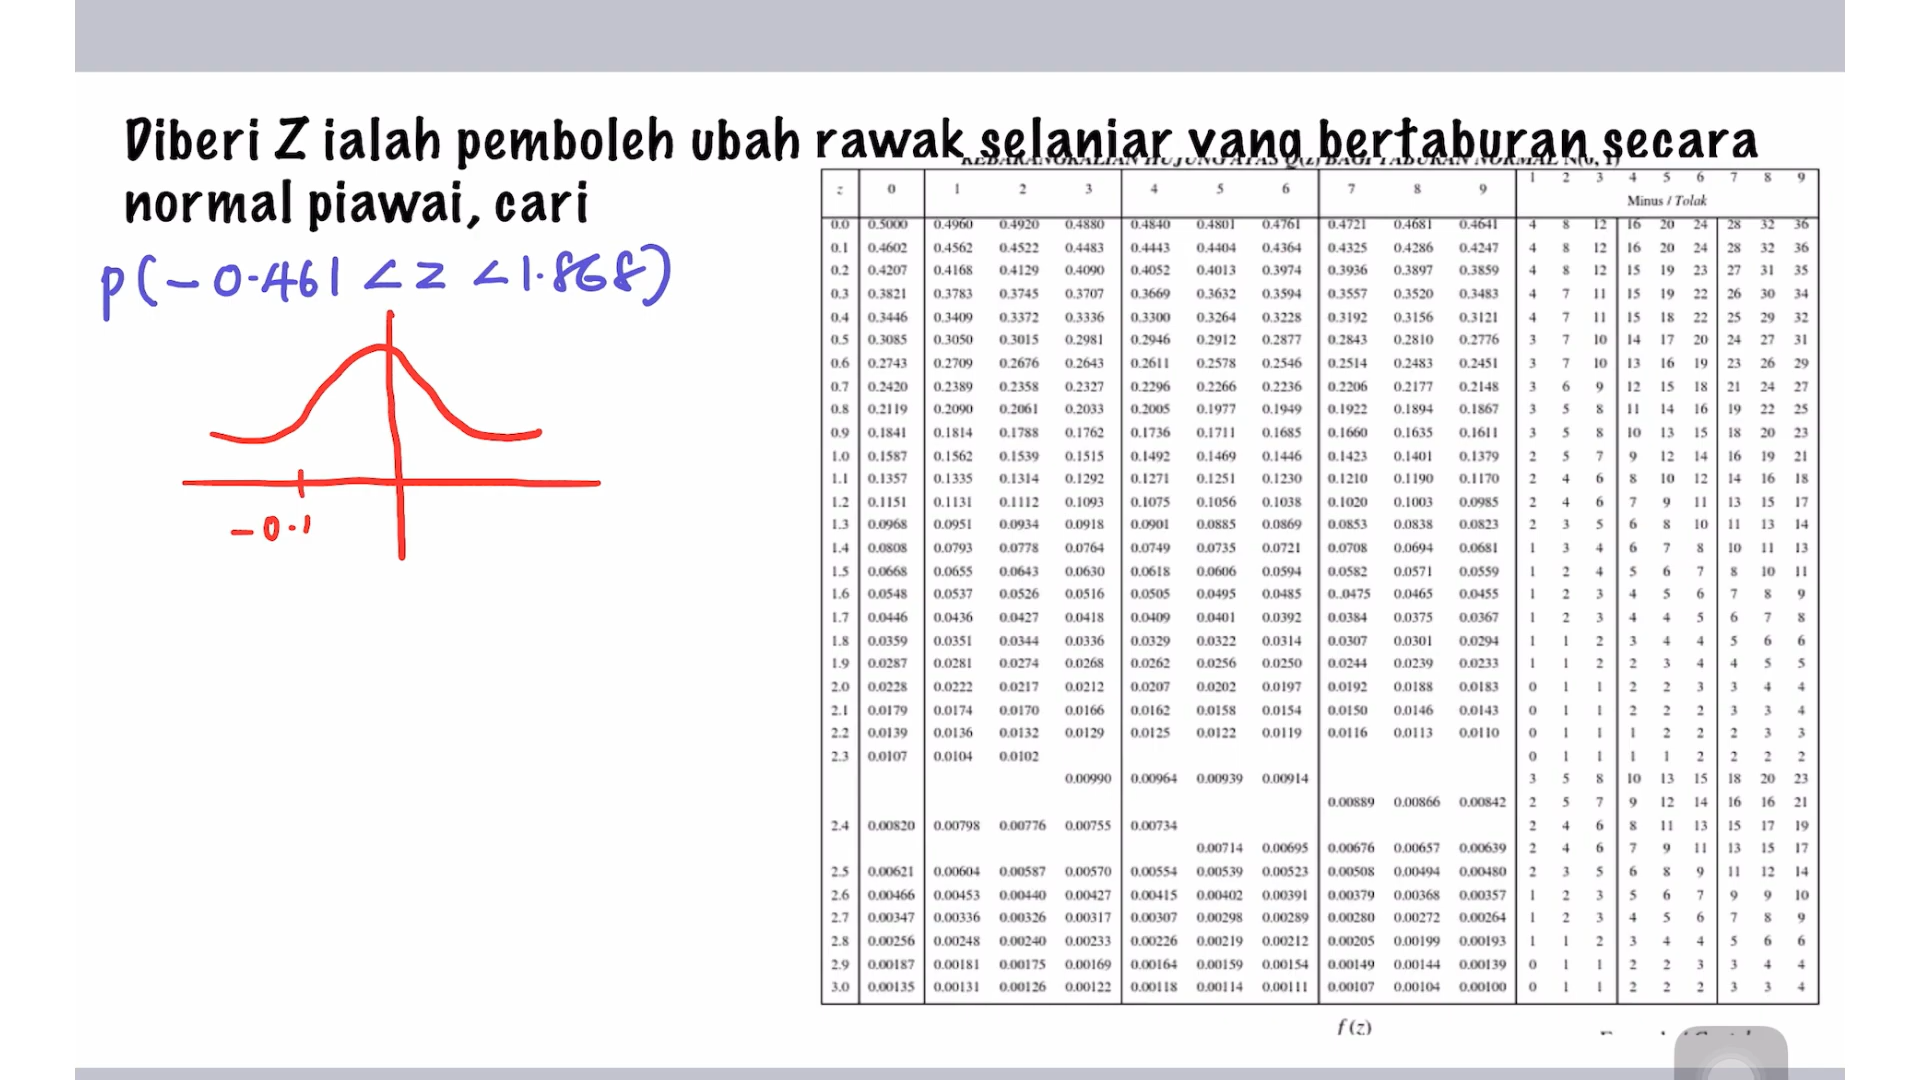 Diberi Z ialah pemboleh ubah rawak selanjar yang bertaburan secara
normal piawai, cari
P(-0.461 < Z < 1.868)
-0.1
KEBARANGKALIAN HUJUNG ATAS Q(z) BAGI TABURAN NORMAL N(0, 1)
z 0 1 2 3 4 5 6 7 8 9 1 2 3 4 5 6 7 8 9
Minus / Tolak
0.0 0.5000 0.4960 0.4920 0.4880 0.4840 0.4801 0.4761 0.4721 0.4681 0.4641 4 8 12 16 20 24 28 32 36
0.1 0.4602 0.4562 0.4522 0.4483 0.4443 0.4404 0.4364 0.4325 0.4286 0.4247 4 8 12 16 20 24 28 32 36
0.2 0.4207 0.4168 0.4129 0.4090 0.4052 0.4013 0.3974 0.3936 0.3897 0.3859 4 8 12 15 19 23 27 31 35
0.3 0.3821 0.3783 0.3745 0.3707 0.3669 0.3632 0.3594 0.3557 0.3520 0.3483 4 7 11 15 19 22 26 30 34
0.4 0.3446 0.3409 0.3372 0.3336 0.3300 0.3264 0.3228 0.3192 0.3156 0.3121 4 7 11 15 18 22 25 29 32
0.5 0.3085 0.3050 0.3015 0.2981 0.2946 0.2912 0.2877 0.2843 0.2810 0.2776 3 7 10 14 17 20 24 27 31
0.6 0.2743 0.2709 0.2676 0.2643 0.2611 0.2578 0.2546 0.2514 0.2483 0.2451 3 7 10 13 16 19 23 26 29
0.7 0.2420 0.2389 0.2358 0.2327 0.2296 0.2266 0.2236 0.2206 0.2177 0.2148 3 6 9 12 15 18 21 24 27
0.8 0.2119 0.2090 0.2061 0.2033 0.2005 0.1977 0.1949 0.1922 0.1894 0.1867 3 5 8 11 14 16 19 22 25
0.9 0.1841 0.1814 0.1788 0.1762 0.1736 0.1711 0.1685 0.1660 0.1635 0.1611 3 5 8 10 13 15 18 20 23
1.0 0.1587 0.1562 0.1539 0.1515 0.1492 0.1469 0.1446 0.1423 0.1401 0.1379 2 5 7 9 12 14 16 19 21
1.1 0.1357 0.1335 0.1314 0.1292 0.1271 0.1251 0.1230 0.1210 0.1190 0.1170 2 4 6 8 10 12 14 16 18
1.2 0.1151 0.1131 0.1112 0.1093 0.1075 0.1056 0.1038 0.1020 0.1003 0.0985 2 4 6 7 9 11 13 15 17
1.3 0.0968 0.0951 0.0934 0.0918 0.0901 0.0885 0.0869 0.0853 0.0838 0.0823 2 3 5 6 8 10 11 13 14
1.4 0.0808 0.0793 0.0778 0.0764 0.0749 0.0735 0.0721 0.0708 0.0694 0.0681 1 3 4 6 7 8 10 11 13
1.5 0.0668 0.0655 0.0643 0.0630 0.0618 0.0606 0.0594 0.0582 0.0571 0.0559 1 2 4 5 6 7 8 10 11
1.6 0.0548 0.0537 0.0526 0.0516 0.0505 0.0495 0.0485 0..0475 0.0465 0.0455 1 2 3 4 5 6 7 8 9
1.7 0.0446 0.0436 0.0427 0.0418 0.0409 0.0401 0.0392 0.0384 0.0375 0.0367 1 2 3 4 4 5 6 7 8
1.8 0.0359 0.0351 0.0344 0.0336 0.0329 0.0322 0.0314 0.0307 0.0301 0.0294 1 1 2 3 4 4 5 6 6
1.9 0.0287 0.0281 0.0274 0.0268 0.0262 0.0256 0.0250 0.0244 0.0239 0.0233 1 1 2 2 3 4 4 5 5
2.0 0.0228 0.0222 0.0217 0.0212 0.0207 0.0202 0.0197 0.0192 0.0188 0.0183 0 1 1 2 2 3 3 4 4
2.1 0.0179 0.0174 0.0170 0.0166 0.0162 0.0158 0.0154 0.0150 0.0146 0.0143 0 1 1 2 2 2 3 3 4
2.2 0.0139 0.0136 0.0132 0.0129 0.0125 0.0122 0.0119 0.0116 0.0113 0.0110 0 1 1 1 2 2 2 3 3
2.3 0.0107 0.0104 0.0102 0 1 1 1 1 2 2 2 2
0.00990 0.00964 0.00939 0.00914 3 5 8 10 13 15 18 20 23
0.00889 0.00866 0.00842 2 5 7 9 12 14 16 16 21
2.4 0.00820 0.00798 0.00776 0.00755 0.00734 2 4 6 8 11 13 15 17 19
0.00714 0.00695 0.00676 0.00657 0.00639 2 4 6 7 9 11 13 15 17
2.5 0.00621 0.00604 0.00587 0.00570 0.00554 0.00539 0.00523 0.00508 0.00494 0.00480 2 3 5 6 8 9 11 12 14
2.6 0.00466 0.00453 0.00440 0.00427 0.00415 0.00402 0.00391 0.00379 0.00368 0.00357 1 2 3 5 6 7 9 9 10
2.7 0.00347 0.00336 0.00326 0.00317 0.00307 0.00298 0.00289 0.00280 0.00272 0.00264 1 2 3 4 5 6 7 8 9
2.8 0.00256 0.00248 0.00240 0.00233 0.00226 0.00219 0.00212 0.00205 0.00199 0.00193 1 1 2 3 4 4 5 6 6
2.9 0.00187 0.00181 0.00175 0.00169 0.00164 0.00159 0.00154 0.00149 0.00144 0.00139 0 1 1 2 2 3 3 4 4
3.0 0.00135 0.00131 0.00126 0.00122 0.00118 0.00114 0.00111 0.00107 0.00104 0.00100 0 1 1 2 2 2 3 3 4
f (z)